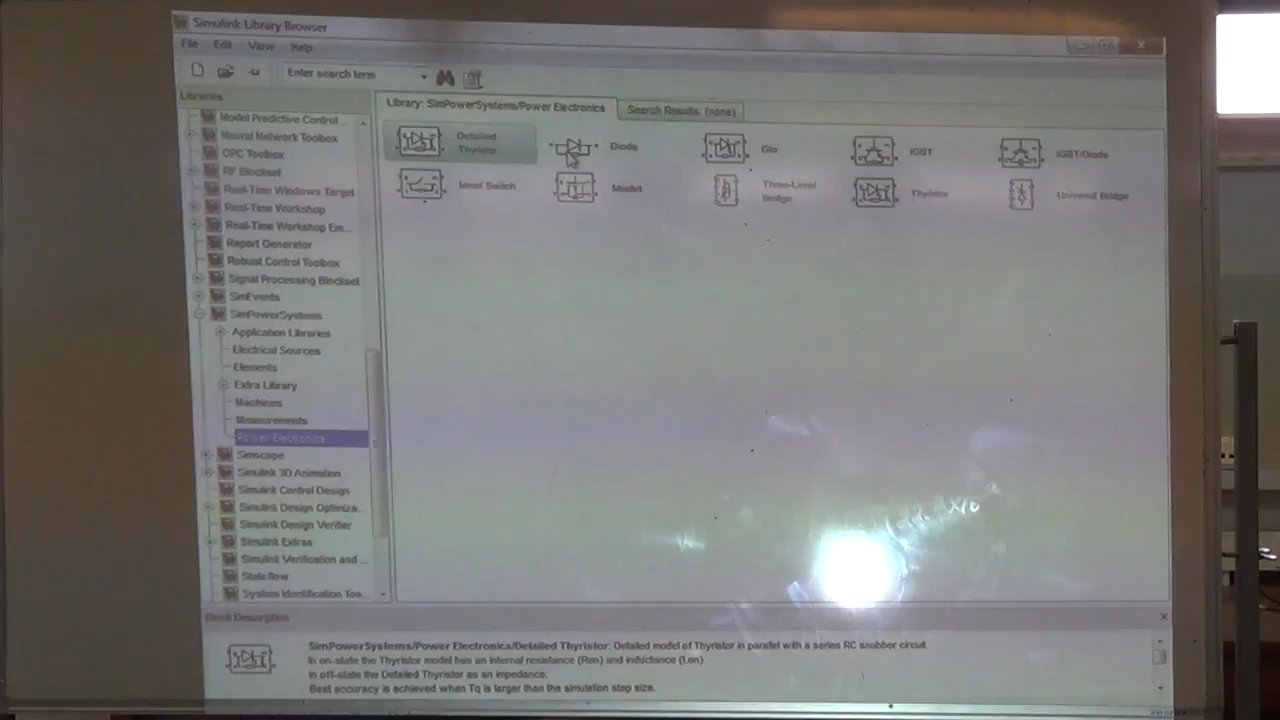 Simulink Library Browser
File Edit View Help
Enter search term
Libraries
Library: SimPowerSystems/Power Electronics
Search Results: (none)
Model Predictive Control ...
Neural Network Toolbox
OPC Toolbox
RF Blockset
Real-Time Windows Target
Real-Time Workshop
Real-Time Workshop Em...
Report Generator
Robust Control Toolbox
Signal Processing Blockset
SimEvents
SimPowerSystems
Application Libraries
Electrical Sources
Elements
Extra Library
Machines
Measurements
Power Electronics
Simscape
Simulink 3D Animation
Simulink Control Design
Simulink Design Optimiza...
Simulink Design Verifier
Simulink Extras
Simulink Verification and ...
Stateflow
System Identification Too...
Detailed
Thyristor
Diode
Gto
IGBT
IGBT/Diode
Ideal Switch
Mosfet
Three-Level
Bridge
Thyristor
Universal Bridge
Block Description
SimPowerSystems/Power Electronics/Detailed Thyristor: Detailed model of Thyristor in parallel with a series RC snubber circuit.
In on-state the Thyristor model has an internal resistance (Ron) and inductance (Lon)
In off-state the Detailed Thyristor as an impedance.
Best accuracy is achieved when Tq is larger than the simulation step size.